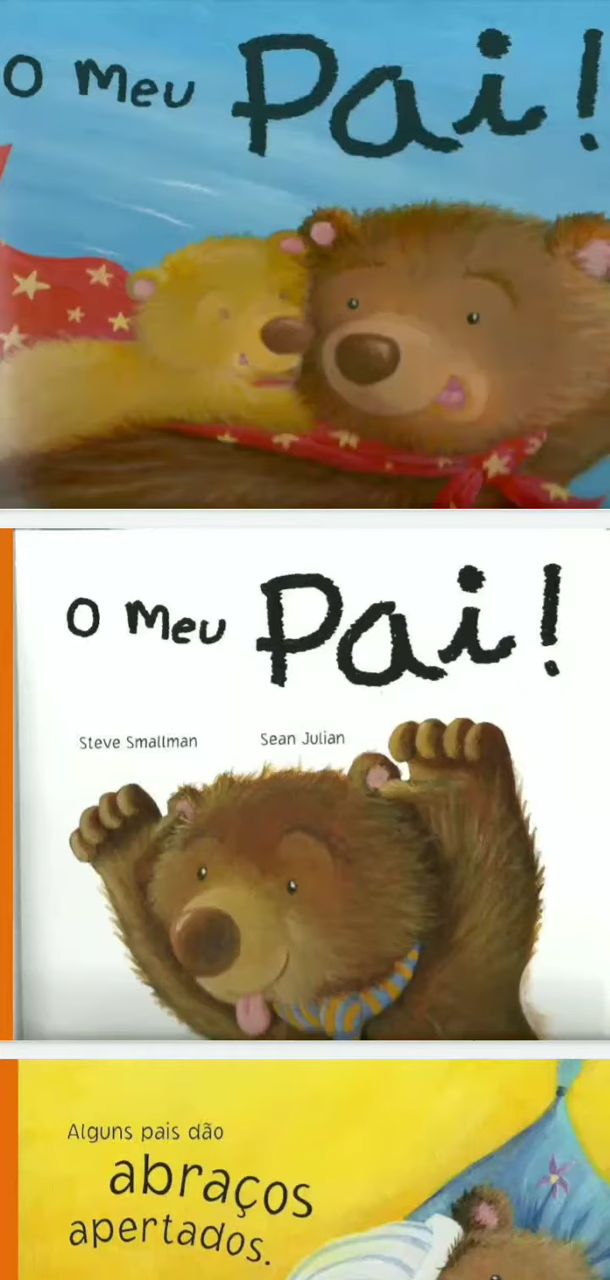 O Meu Pai!
O Meu Pai!
Steve Smallman Sean Julian
Alguns pais dão
abraços
apertados.